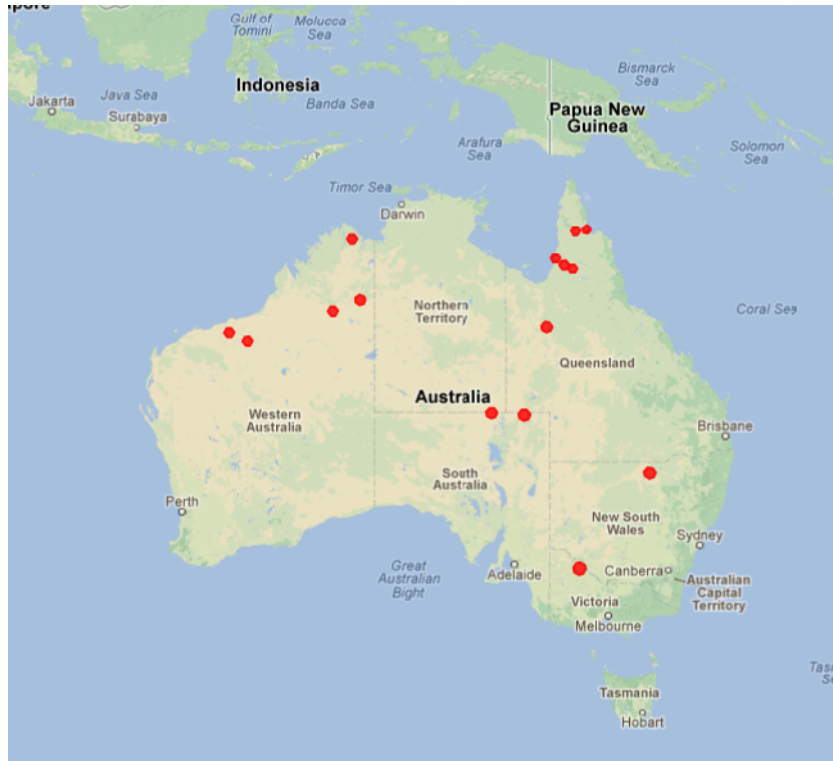 Gulf of
Tomini
Molucca
Sea
Bismarck
Sea
Indonesia
Java Sea
Jakarta
Surabaya
Banda Sea
Papua New
Guinea
Arafura
Sea
Solomon
Sea
Timor Sea
Darwin
Northern
Territory
Coral Sea
Queensland
Australia
Western
Australia
Brisbane
South
Australia
Perth
New South
Wales
Sydney
Great
Australian
Bight
Adelaide
Canberra
Australian
Capital
Territory
Victoria
Melbourne
Tasmania
Hobart